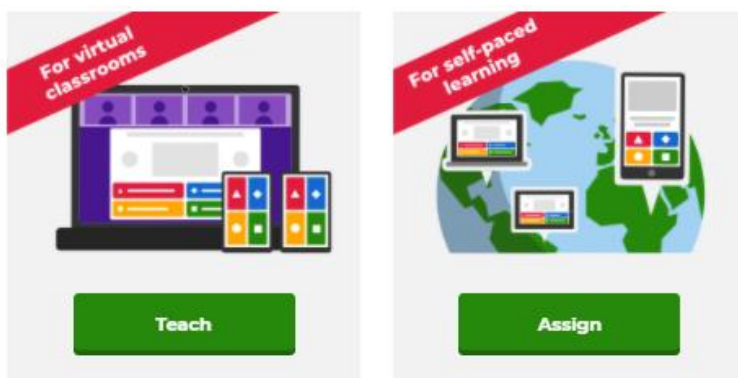 For virtual
classrooms
Teach
For self-paced
learning
Assign